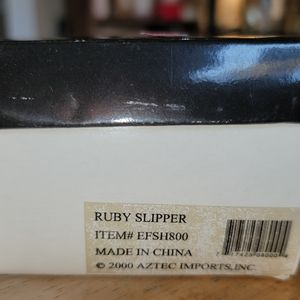 RUBY SLIPPER
ITEM# EFSH800
MADE IN CHINA
© 2000 AZTEC IMPORTS, INC.